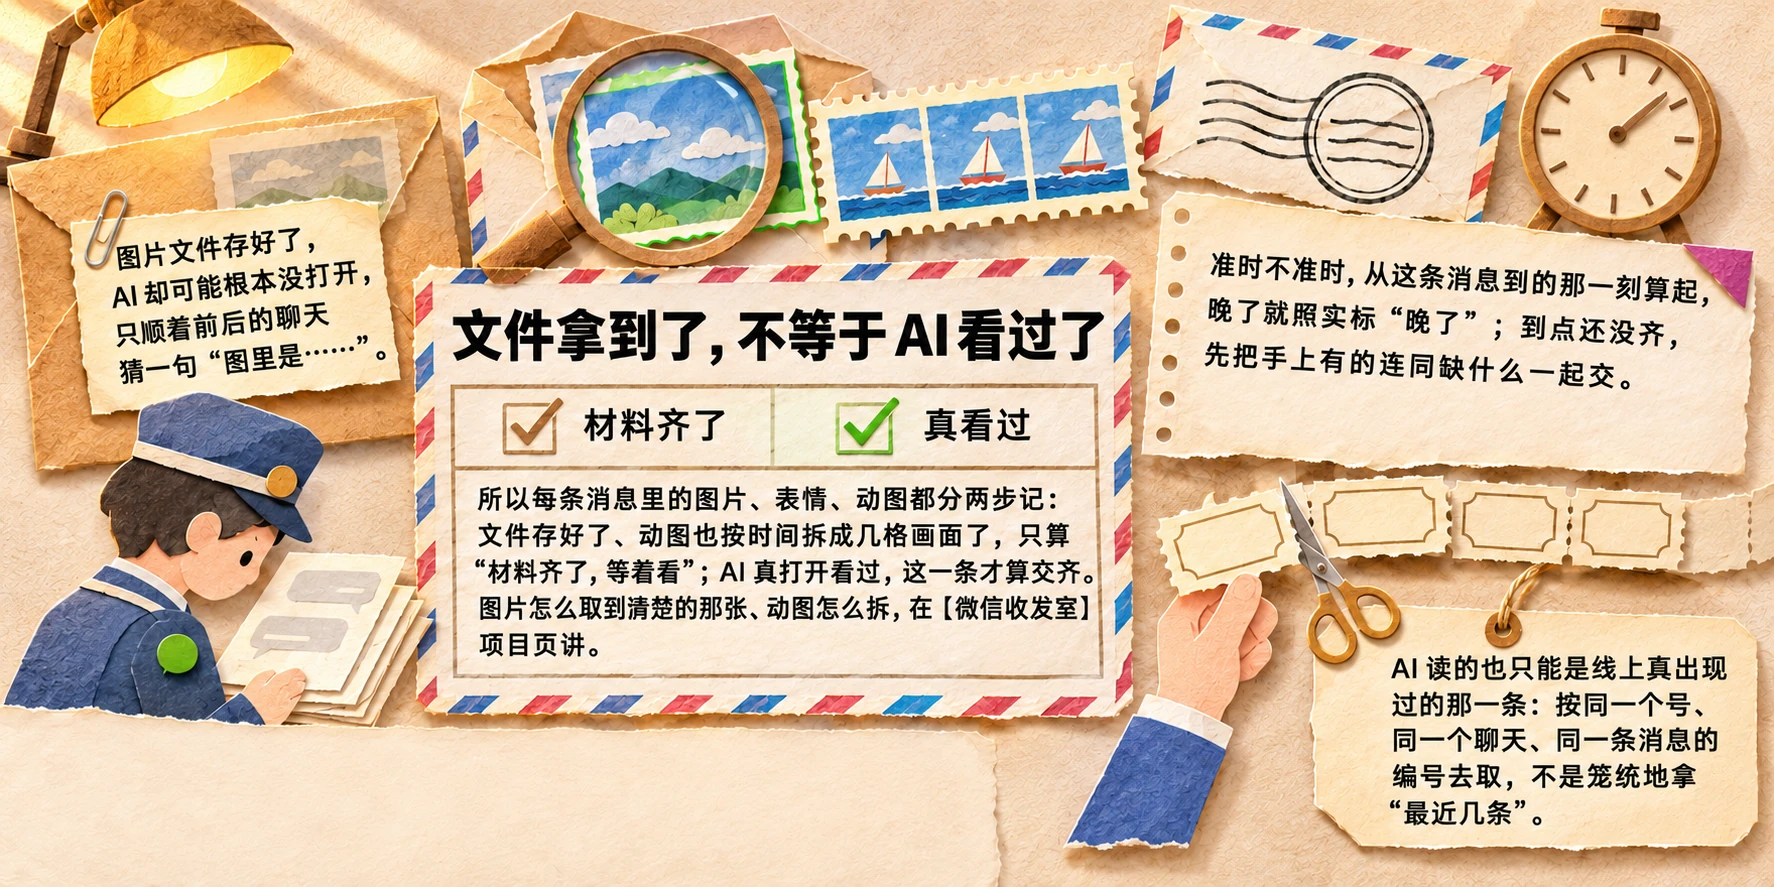 图片文件存好了，
AI 却可能根本没打开，
只顺着前后的聊天
猜一句“图里是……”。
文件拿到了，不等于 AI 看过了
材料齐了
真看过
所以每条消息里的图片、表情、动图都分两步记：
文件存好了、动图也按时间拆成几格画面了，只算
“材料齐了，等着看”；AI 真打开看过，这一条才算交齐。
图片怎么取到清楚的那张、动图怎么拆，在【微信收发室】
项目页讲。
准时不准时，从这条消息到的那一刻算起，
晚了就照实标“晚了”；到点还没齐，
先把手上有的连同缺什么一起交。
AI 读的也只能是线上真出现
过的那一条：按同一个号、
同一个聊天、同一条消息的
编号去取，不是笼统地拿
“最近几条”。